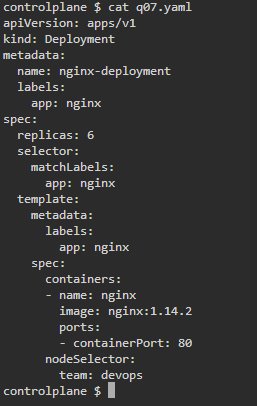 controlplane $ cat q07.yaml
apiVersion: apps/v1
kind: Deployment
metadata:
  name: nginx-deployment
  labels:
    app: nginx
spec:
  replicas: 6
  selector:
    matchLabels:
      app: nginx
  template:
    metadata:
      labels:
        app: nginx
    spec:
      containers:
      - name: nginx
        image: nginx:1.14.2
        ports:
        - containerPort: 80
      nodeSelector:
        team: devops
controlplane $